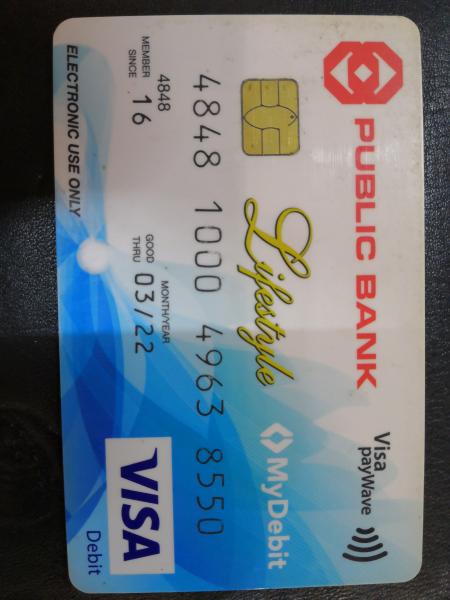 PUBLIC BANK
Visa
payWave
Lifestyle
MyDebit
4848 1000 4963 8550
4848
MEMBER SINCE 16
MONTH/YEAR
GOOD THRU 03/22
VISA
Debit
ELECTRONIC USE ONLY